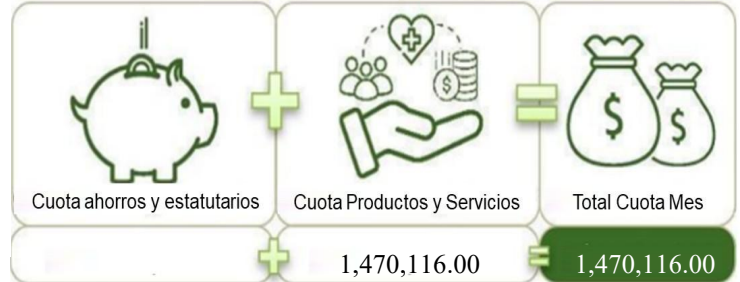 Cuota ahorros y estatutarios
Cuota Productos y Servicios
Total Cuota Mes
1,470,116.00
1,470,116.00